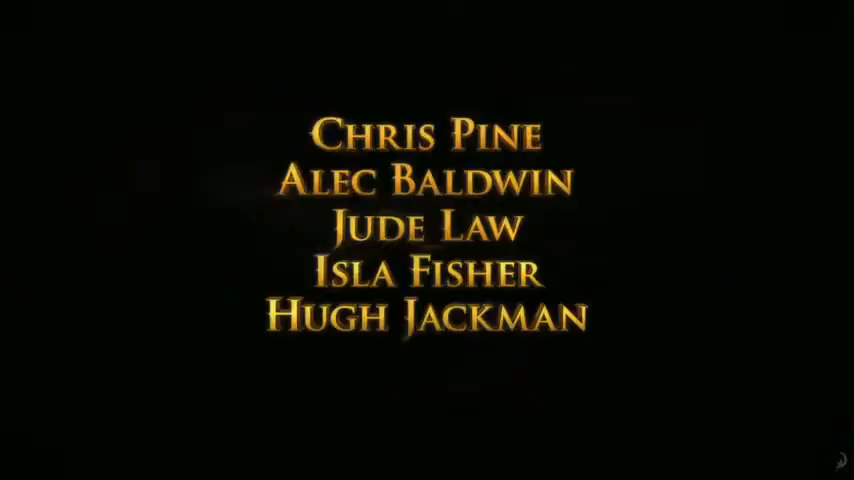 Chris Pine
Alec Baldwin
Jude Law
Isla Fisher
Hugh Jackman